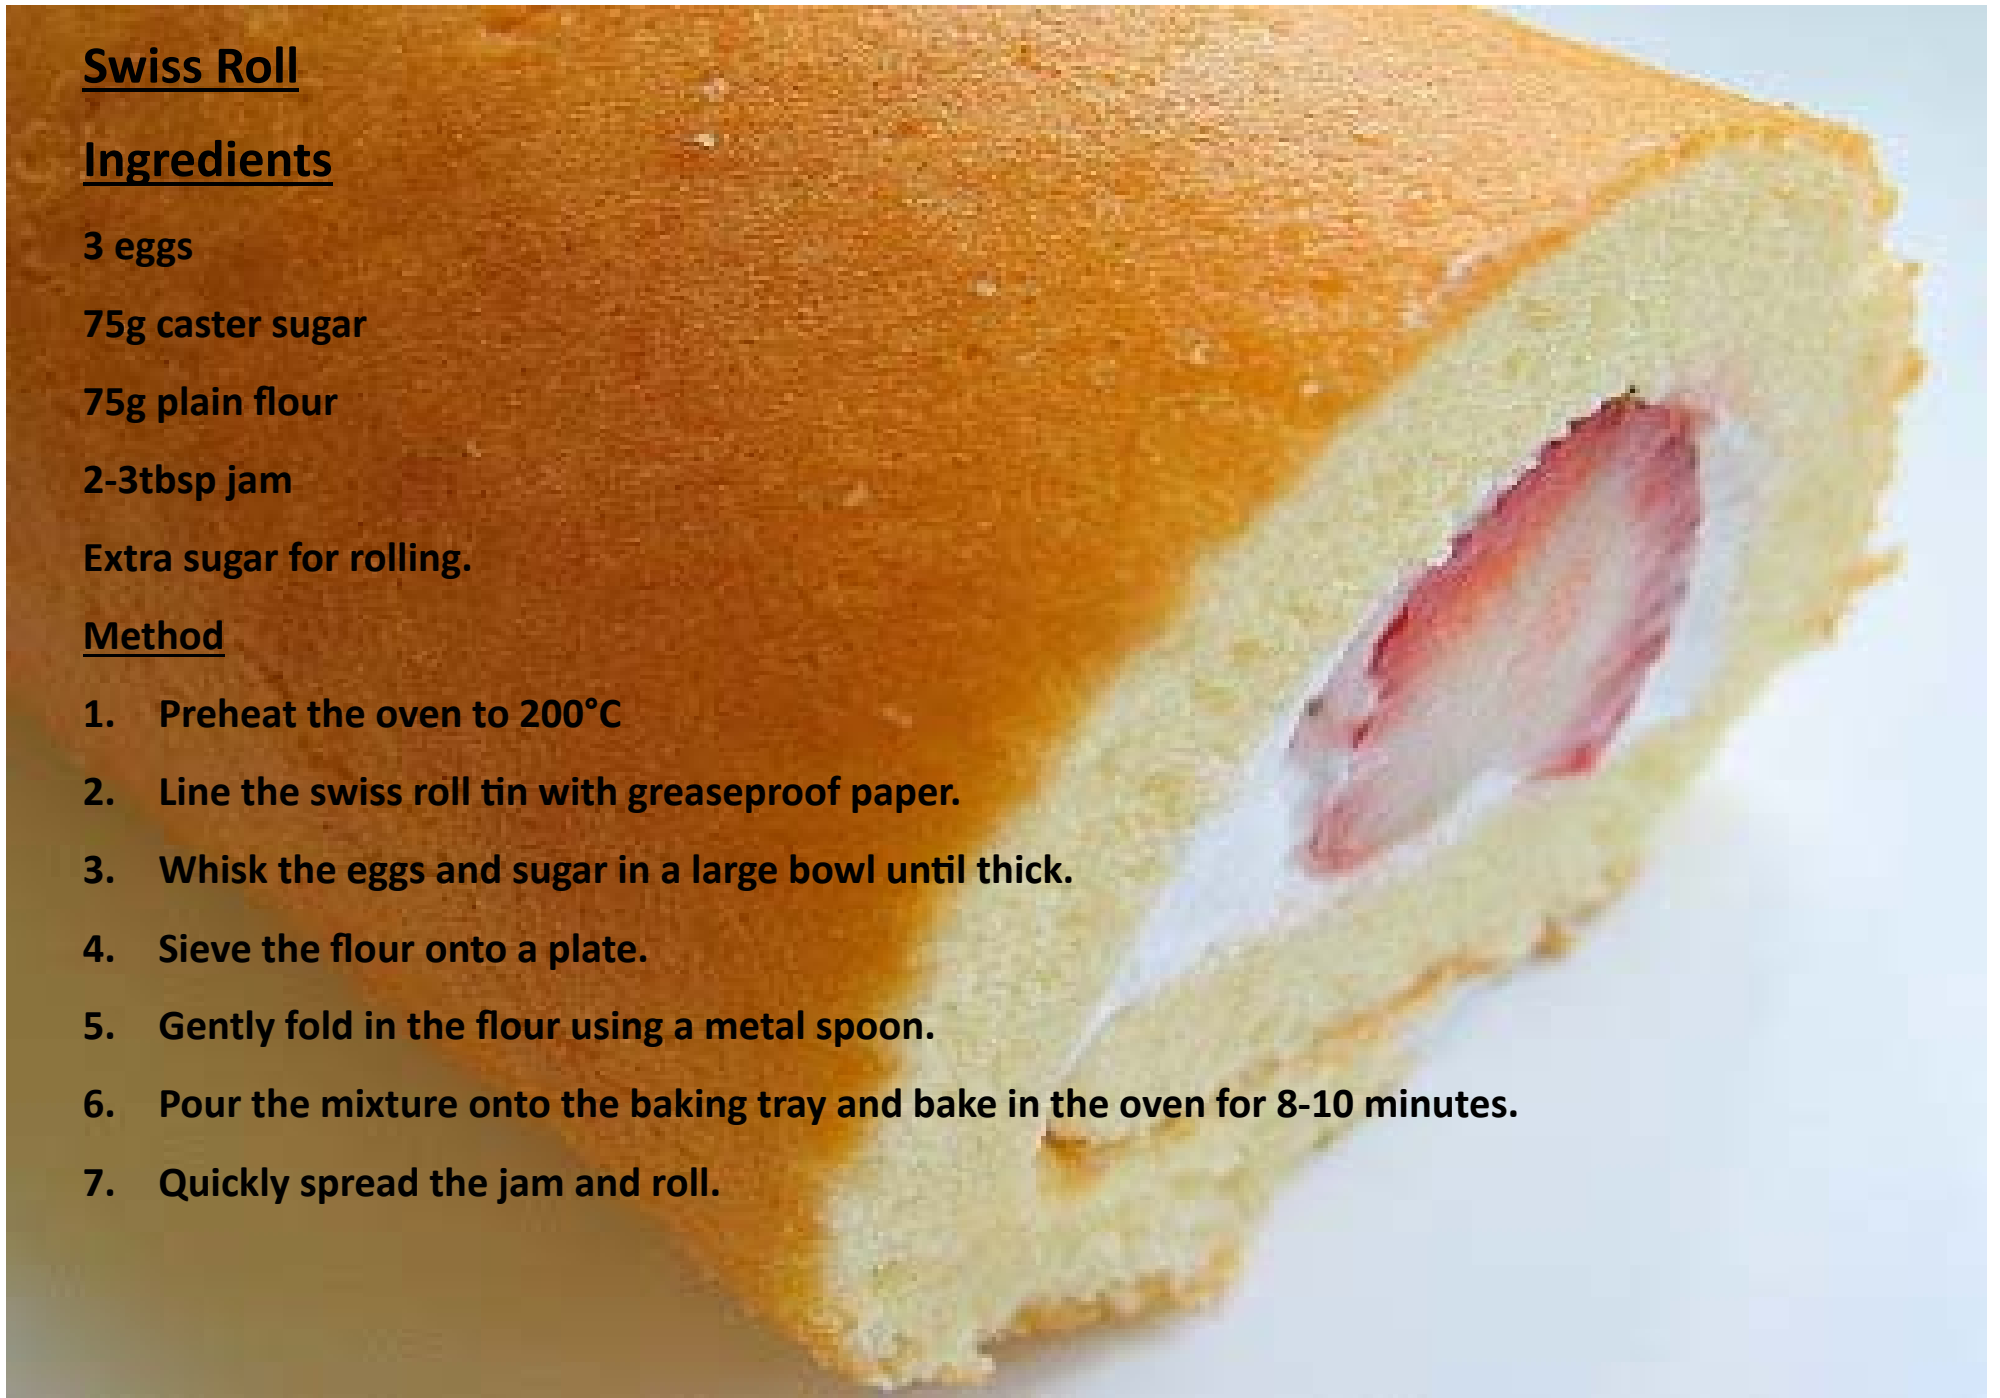 Swiss Roll
Ingredients
3 eggs
75g caster sugar
75g plain flour
2-3tbsp jam
Extra sugar for rolling.
Method
1. Preheat the oven to 200°C
2. Line the swiss roll tin with greaseproof paper.
3. Whisk the eggs and sugar in a large bowl until thick.
4. Sieve the flour onto a plate.
5. Gently fold in the flour using a metal spoon.
6. Pour the mixture onto the baking tray and bake in the oven for 8-10 minutes.
7. Quickly spread the jam and roll.